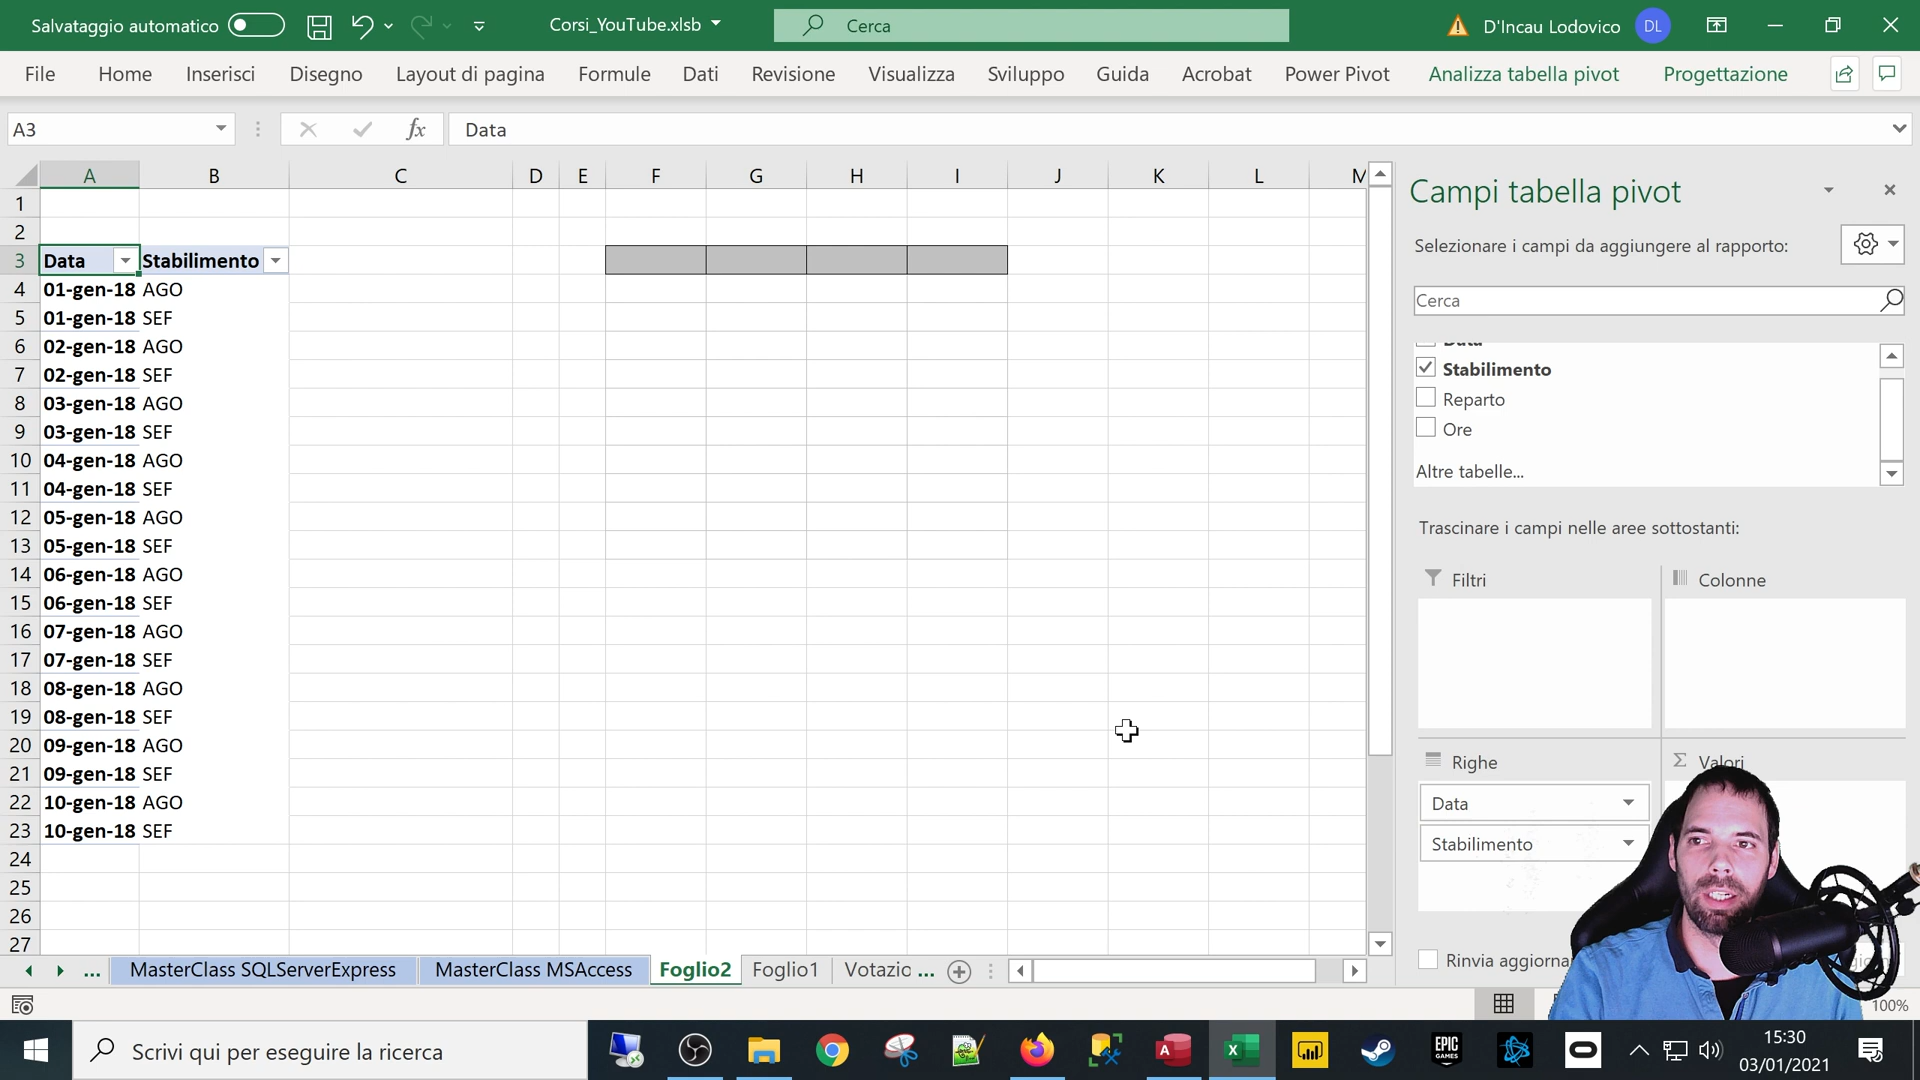 Salvataggio automatico
Corsi_YouTube.xlsb
Cerca
D'Incau Lodovico
DL
File Home Inserisci Disegno Layout di pagina Formule Dati Revisione Visualizza Sviluppo Guida Acrobat Power Pivot Analizza tabella pivot Progettazione
A3
fx
Data
A B C D E F G H I J K L M
1
2
3 Data Stabilimento
4 01-gen-18 AGO
5 01-gen-18 SEF
6 02-gen-18 AGO
7 02-gen-18 SEF
8 03-gen-18 AGO
9 03-gen-18 SEF
10 04-gen-18 AGO
11 04-gen-18 SEF
12 05-gen-18 AGO
13 05-gen-18 SEF
14 06-gen-18 AGO
15 06-gen-18 SEF
16 07-gen-18 AGO
17 07-gen-18 SEF
18 08-gen-18 AGO
19 08-gen-18 SEF
20 09-gen-18 AGO
21 09-gen-18 SEF
22 10-gen-18 AGO
23 10-gen-18 SEF
24
25
26
27
Campi tabella pivot
Selezionare i campi da aggiungere al rapporto:
Cerca
Data
Stabilimento
Reparto
Ore
Altre tabelle...
Trascinare i campi nelle aree sottostanti:
Filtri
Colonne
Righe
Σ Valori
Data
Stabilimento
Rinvia aggiorna
... MasterClass SQLServerExpress MasterClass MSAccess Foglio2 Foglio1 Votazio ...
100%
Scrivi qui per eseguire la ricerca
EPIC GAMES
15:30
03/01/2021